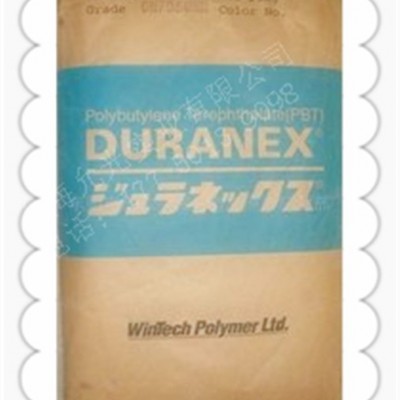 Grade
Color No.
Polybutylene Terephthalate(PBT)
DURANEX®
ジュラネックス
WinTech Polymer Ltd.